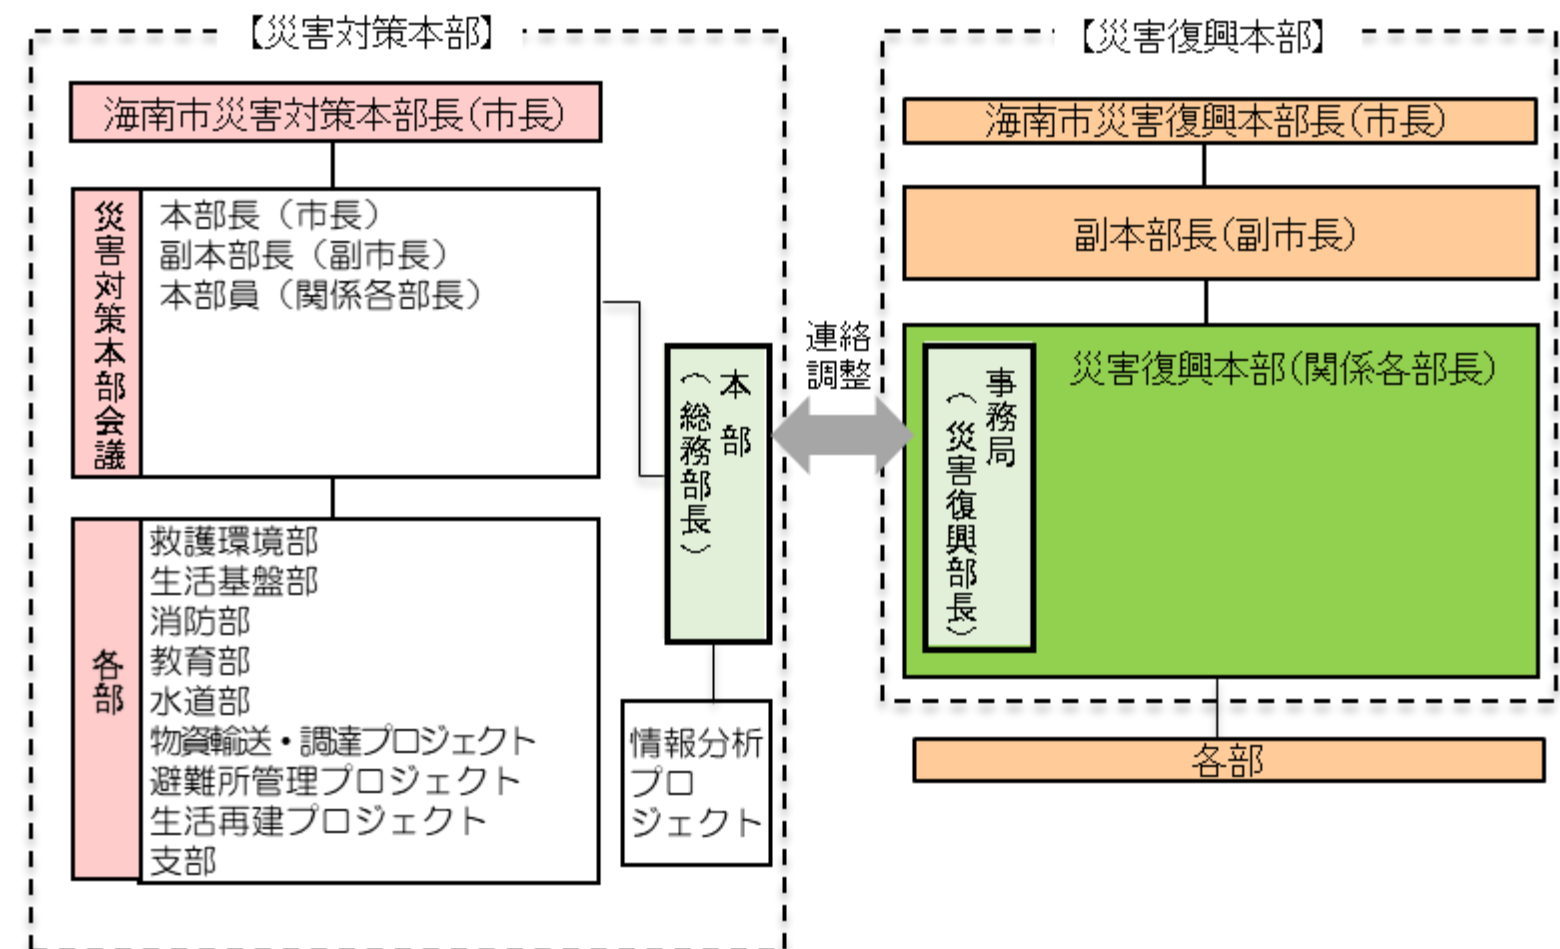 【災害対策本部】
海南市災害対策本部長(市長)
災害対策本部会議
本部長（市長）
副本部長（副市長）
本部員（関係各部長）
各部
救護環境部
生活基盤部
消防部
教育部
水道部
物資輸送・調達プロジェクト
避難所管理プロジェクト
生活再建プロジェクト
支部
本部
（総務部長）
情報分析
プロ
ジェクト
連絡
調整
【災害復興本部】
海南市災害復興本部長(市長)
副本部長(副市長)
災害復興本部(関係各部長)
事務局
（災害復興部長）
各部